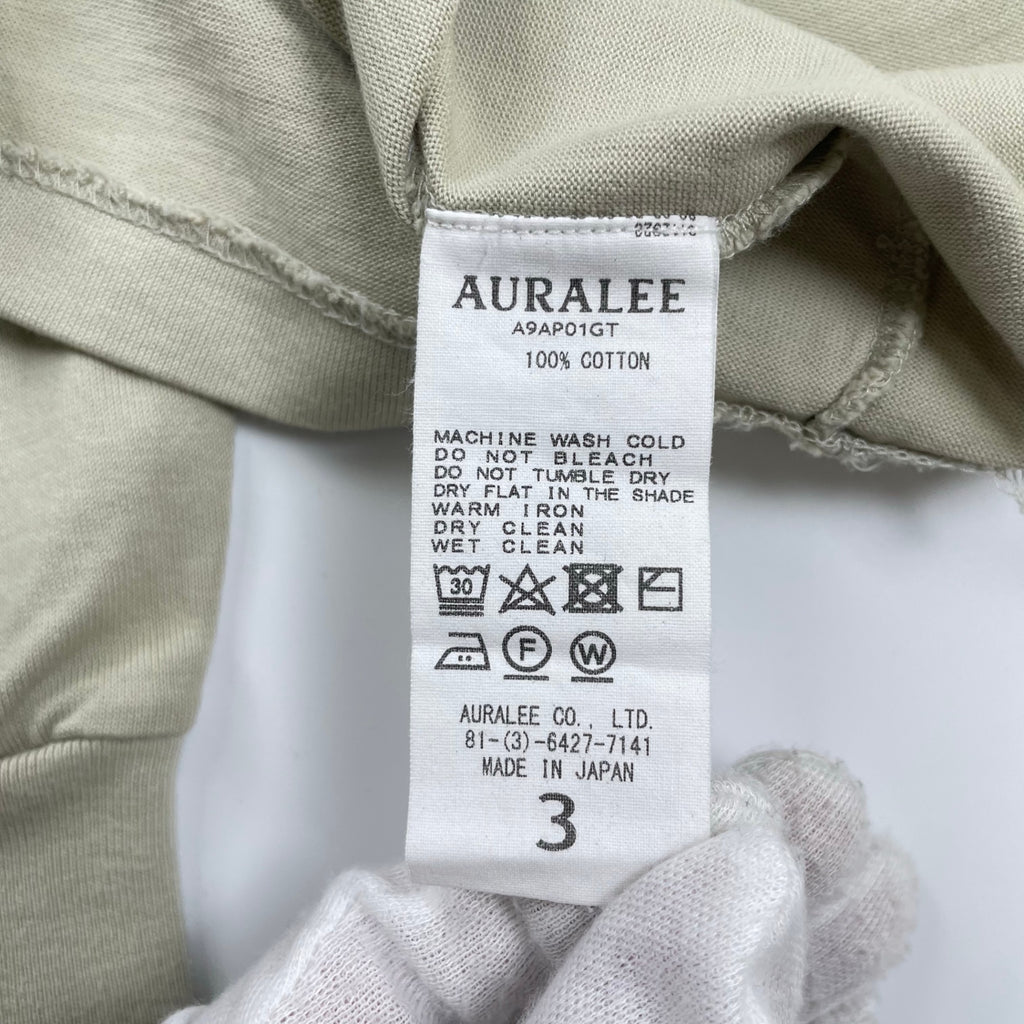 AURALEE
A9AP01GT
100% COTTON
MACHINE WASH COLD
DO NOT BLEACH
DO NOT TUMBLE DRY
DRY FLAT IN THE SHADE
WARM IRON
DRY CLEAN
WET CLEAN
30
F W
AURALEE CO., LTD.
81-(3)-6427-7141
MADE IN JAPAN
3